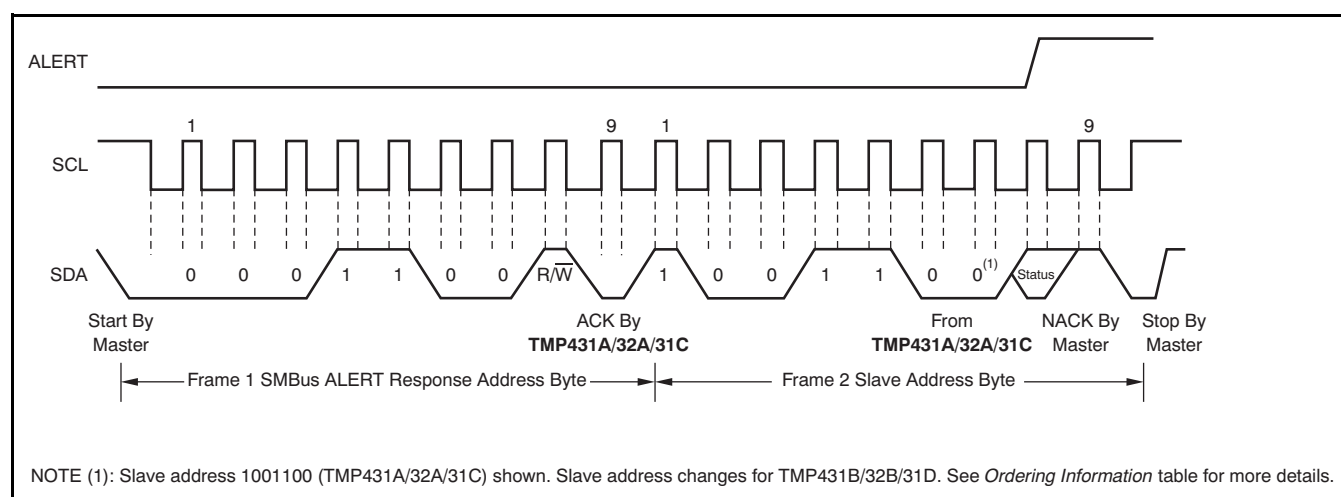 ALERT
1 9 1 9
SCL
SDA 0 0 0 1 1 0 0 R/W̅ 1 0 0 1 1 0 0(1) Status
Start By
Master
ACK By
TMP431A/32A/31C
From
TMP431A/32A/31C
NACK By
Master
Stop By
Master
Frame 1 SMBus ALERT Response Address Byte
Frame 2 Slave Address Byte
NOTE (1): Slave address 1001100 (TMP431A/32A/31C) shown. Slave address changes for TMP431B/32B/31D. See Ordering Information table for more details.